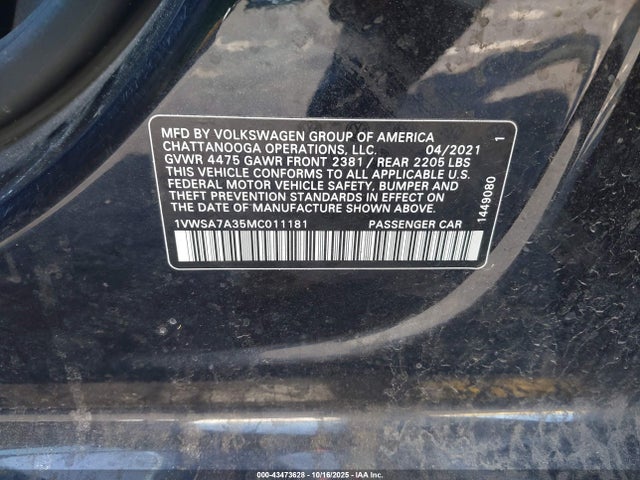 MFD BY VOLKSWAGEN GROUP OF AMERICA
CHATTANOOGA OPERATIONS, LLC. 04/2021
GVWR 4475 GAWR FRONT 2381 / REAR 2205 LBS
THIS VEHICLE CONFORMS TO ALL APPLICABLE U.S.
FEDERAL MOTOR VEHICLE SAFETY, BUMPER AND
THEFT PREVENTION STANDARDS IN EFFECT ON
THE DATE OF MANUFACTURE SHOWN ABOVE.
1VWSA7A35MC011181 PASSENGER CAR
1449080 1
000-43473628 - 10/16/2025 - IAA Inc.